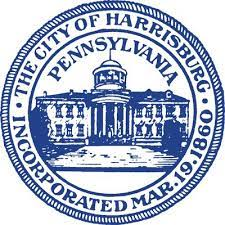 · THE CITY OF HARRISBURG ·
PENNSYLVANIA
INCORPORATED MAR. 19. 1860